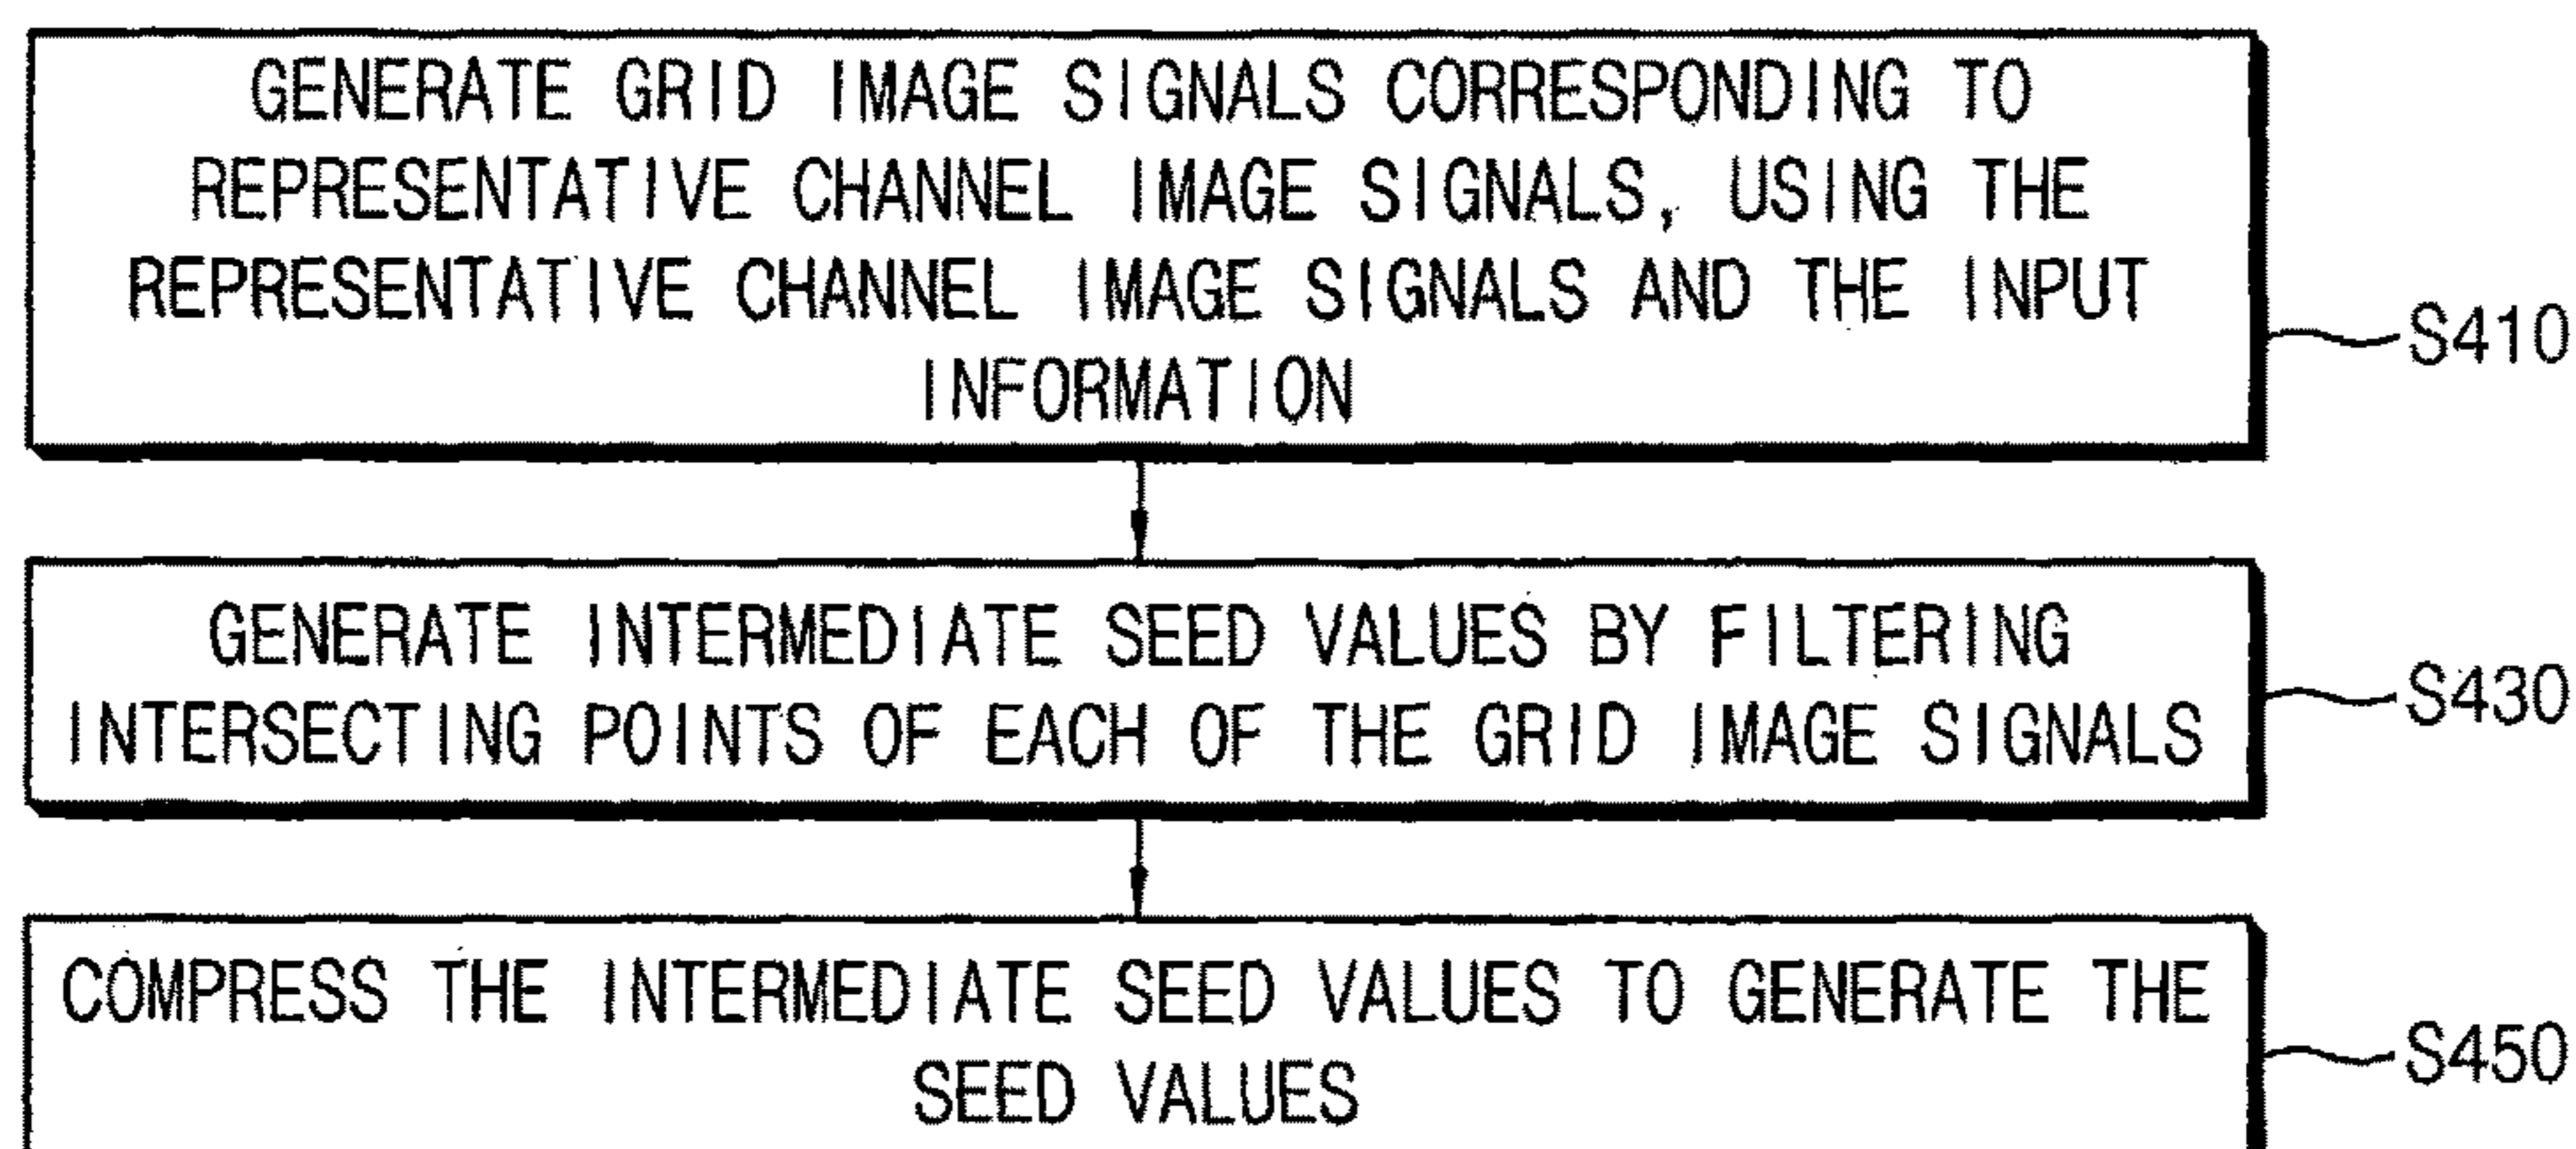 GENERATE GRID IMAGE SIGNALS CORRESPONDING TO
REPRESENTATIVE CHANNEL IMAGE SIGNALS, USING THE
REPRESENTATIVE CHANNEL IMAGE SIGNALS AND THE INPUT
INFORMATION
S410
GENERATE INTERMEDIATE SEED VALUES BY FILTERING
INTERSECTING POINTS OF EACH OF THE GRID IMAGE SIGNALS
S430
COMPRESS THE INTERMEDIATE SEED VALUES TO GENERATE THE
SEED VALUES
S450